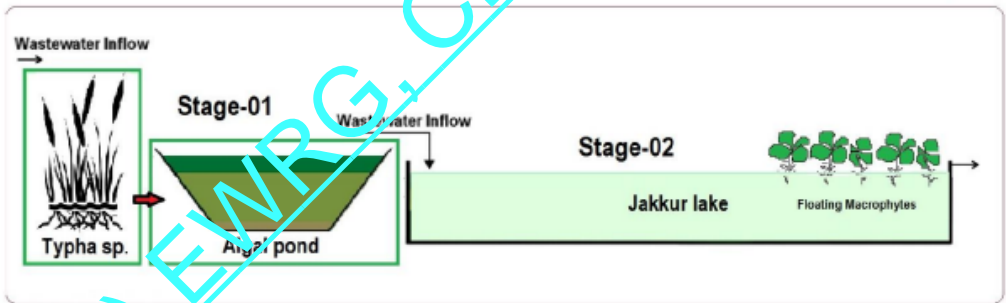 Wastewater Inflow
Stage-01
Wastewater Inflow
Stage-02
Jakkur lake
Floating Macrophytes
Typha sp.
Algal pond
EWRG, C